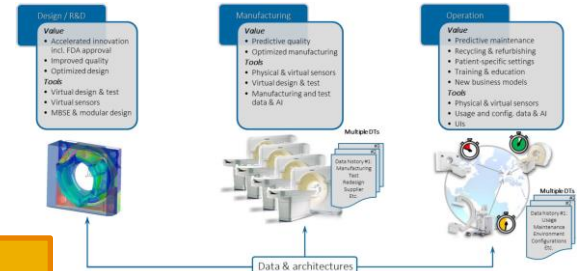 Design / R&D
Value
• Accelerated innovation
incl. FDA approval
• Improved quality
• Optimized design
Tools
• Virtual design & test
• Virtual sensors
• MBSE & modular design
Manufacturing
Value
• Predictive quality
• Optimized manufacturing
Tools
• Physical & virtual sensors
• Virtual design & test
• Manufacturing and test
data & AI
Multiple DTs
Data history #1:
Manufacturing
Test
Redesign
Supplier
Etc.
Operation
Value
• Predictive maintenance
• Recycling & refurbishing
• Patient-specific settings
• Training & education
• New business models
Tools
• Physical & virtual sensors
• Usage and config. data & AI
• UIs
Multiple DTs
Data history #1:
Usage
Maintenance
Environment
Configurations
Etc.
Data & architectures